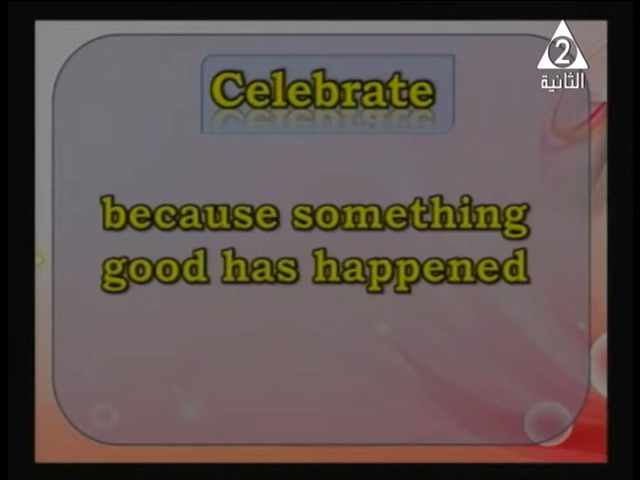 2
الثانية
Celebrate
because something
good has happened